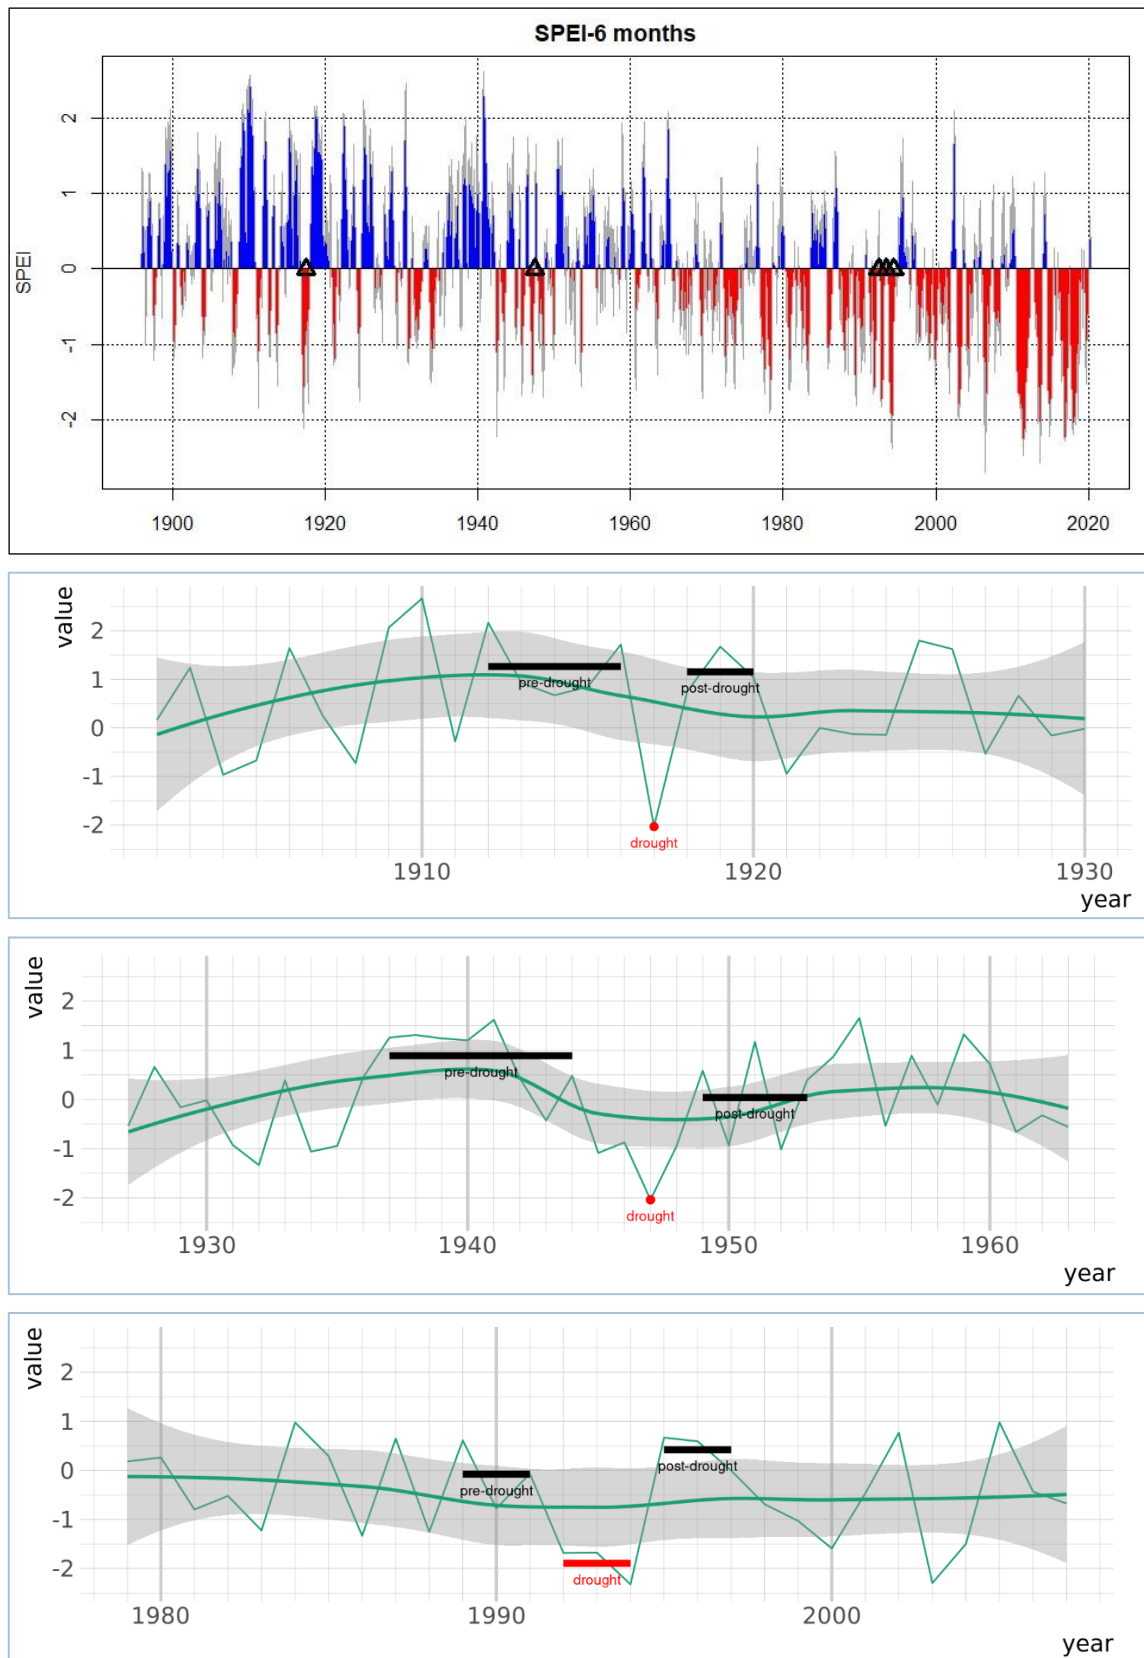 SPEI-6 months
SPEI
2
1
0
-1
-2
1900 1920 1940 1960 1980 2000 2020
value
2
1
0
-1
-2
pre-drought
post-drought
drought
1910 1920 1930
year
value
2
1
0
-1
-2
pre-drought
post-drought
drought
1930 1940 1950 1960
year
value
2
1
0
-1
-2
pre-drought
post-drought
drought
1980 1990 2000
year